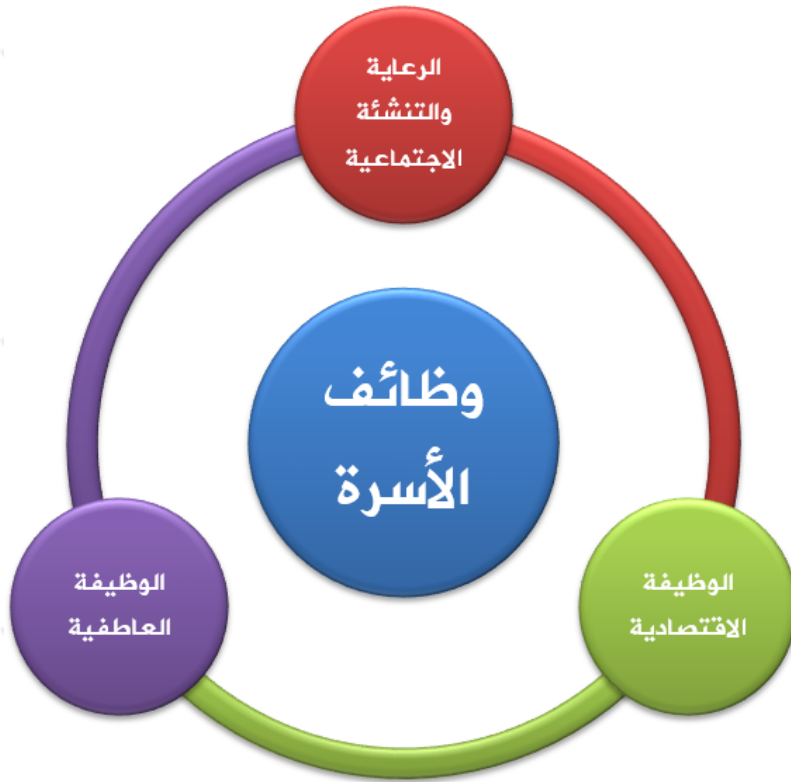 الرعاية
والتنشئة
الاجتماعية
وظائف
الأسرة
الوظيفة
الاقتصادية
الوظيفة
العاطفية